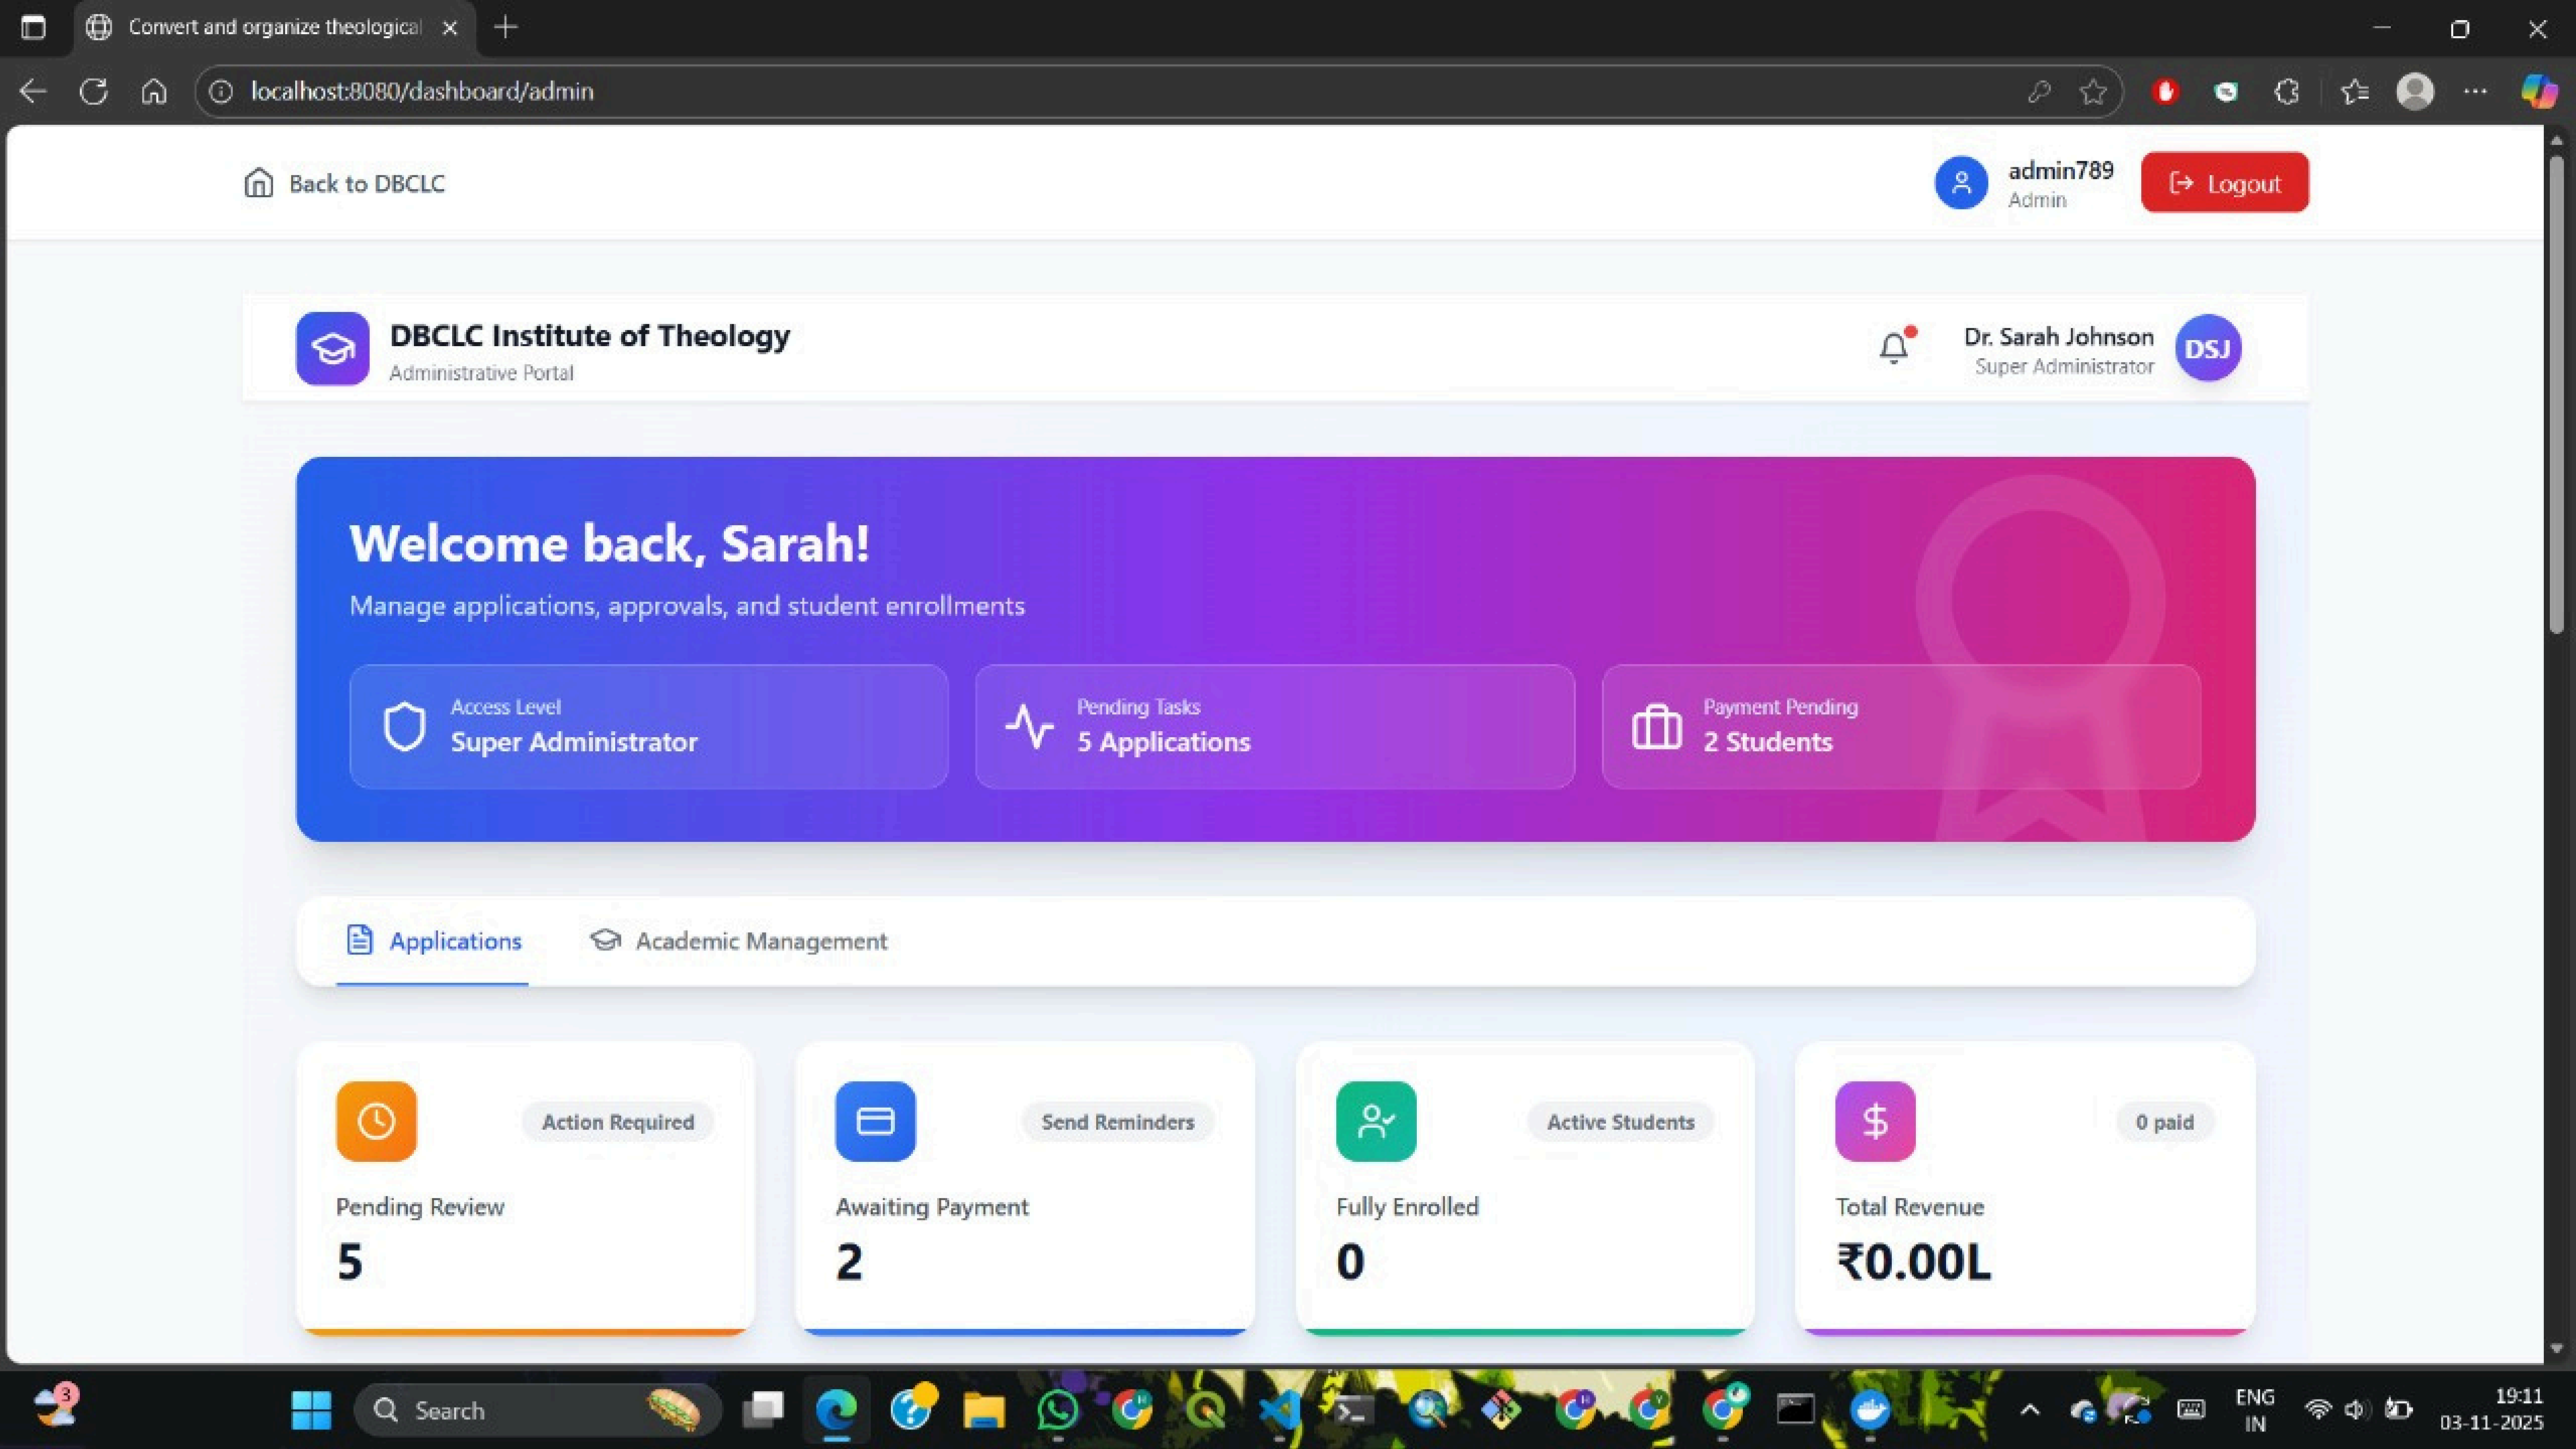 Convert and organize theological
localhost:8080/dashboard/admin
Back to DBCLC
admin789
Admin
Logout
DBCLC Institute of Theology
Administrative Portal
Dr. Sarah Johnson
Super Administrator
DSJ
Welcome back, Sarah!
Manage applications, approvals, and student enrollments
Access Level
Super Administrator
Pending Tasks
5 Applications
Payment Pending
2 Students
Applications
Academic Management
Action Required
Pending Review
5
Send Reminders
Awaiting Payment
2
Active Students
Fully Enrolled
0
0 paid
Total Revenue
₹0.00L
3
Search
H
H
Y
ENG
IN
19:11
03-11-2025